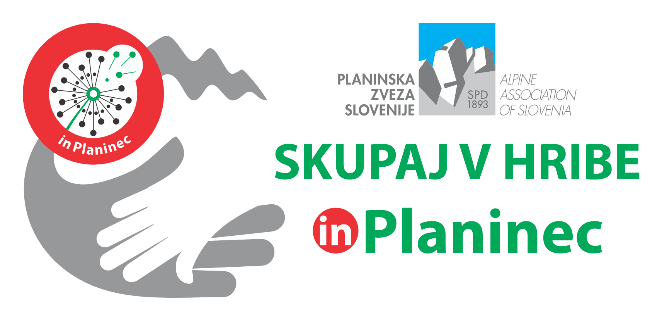 in Planinec
PLANINSKA
ZVEZA
SLOVENIJE
SPD
1893
ALPINE
ASSOCIATION
OF SLOVENIA
SKUPAJ V HRIBE
in Planinec